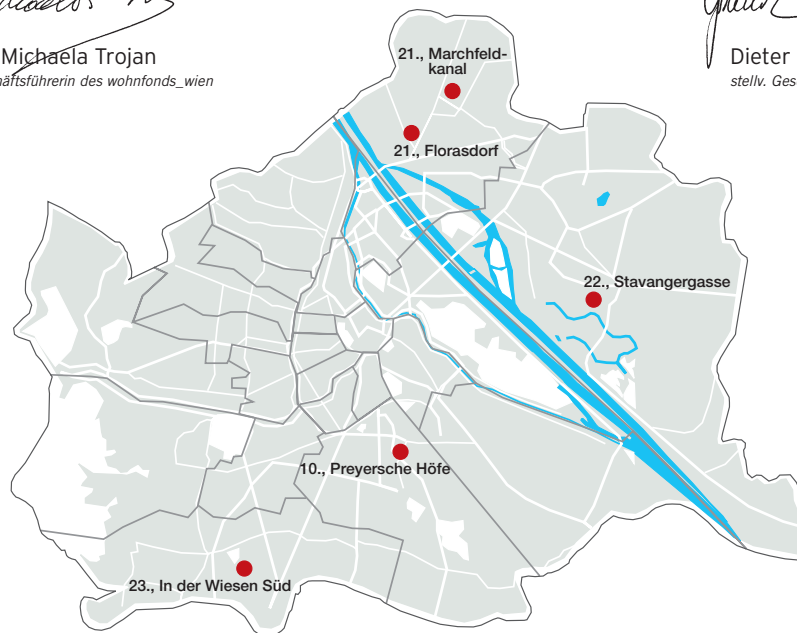 Michaela Trojan
häftsführerin des wohnfonds_wien
Dieter
stellv. Ges
21., Marchfeld-
kanal
21., Florasdorf
22., Stavangergasse
10., Preyersche Höfe
23., In der Wiesen Süd